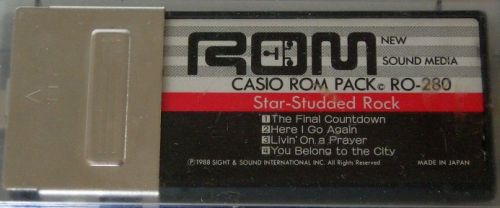 ROM
NEW
SOUND MEDIA
CASIO ROM PACK© RO-280
Star-Studded Rock
1 The Final Countdown
2 Here I Go Again
3 Livin' On a Prayer
4 You Belong to the City
Ⓟ1988 SIGHT & SOUND INTERNATIONAL INC. All Rights Reserved
MADE IN JAPAN